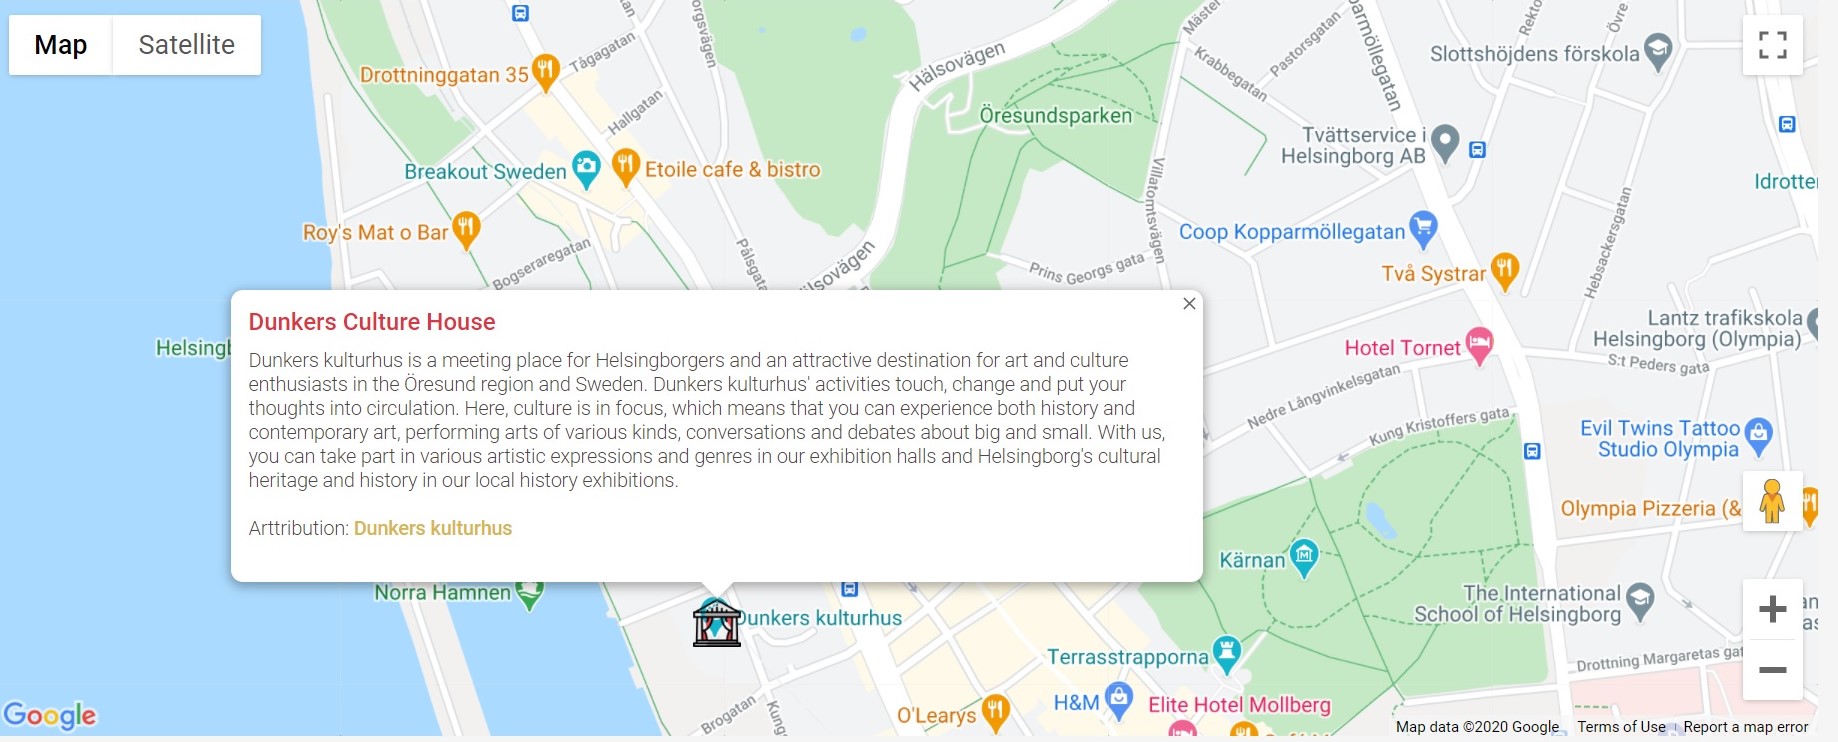 Map
Satellite
Drottninggatan 35
Tågagatan
Hallgatan
Hälsovägen
Krabbegatan
Pastorsgatan
Slottshöjdens förskola
Öresundsparken
Tvättservice i
Helsingborg AB
Breakout Sweden
Etoile cafe & bistro
Villatomtsvägen
Roy's Mat o Bar
Bogseraregatan
Coop Kopparmöllegatan
Hebsackersgatan
Prins Georgs gata
Två Systrar
Lantz trafikskola
Helsingborg (Olympia)
Hotel Tornet
S:t Peders gata
Nedre Långvinkelsgatan
Kung Kristoffers gata
Dunkers Culture House
Dunkers kulturhus is a meeting place for Helsingborgers and an attractive destination for art and culture
enthusiasts in the Öresund region and Sweden. Dunkers kulturhus' activities touch, change and put your
thoughts into circulation. Here, culture is in focus, which means that you can experience both history and
contemporary art, performing arts of various kinds, conversations and debates about big and small. With us,
you can take part in various artistic expressions and genres in our exhibition halls and Helsingborg's cultural
heritage and history in our local history exhibitions.
Arttribution: Dunkers kulturhus
Evil Twins Tattoo
Studio Olympia
Olympia Pizzeria (&
Kärnan
Norra Hamnen
Dunkers kulturhus
The International
School of Helsingborg
Terrasstrapporna
Drottning Margaretas gat
H&M
Elite Hotel Mollberg
O'Learys
Brogatan
Google
Map data ©2020 Google
Terms of Use
Report a map error